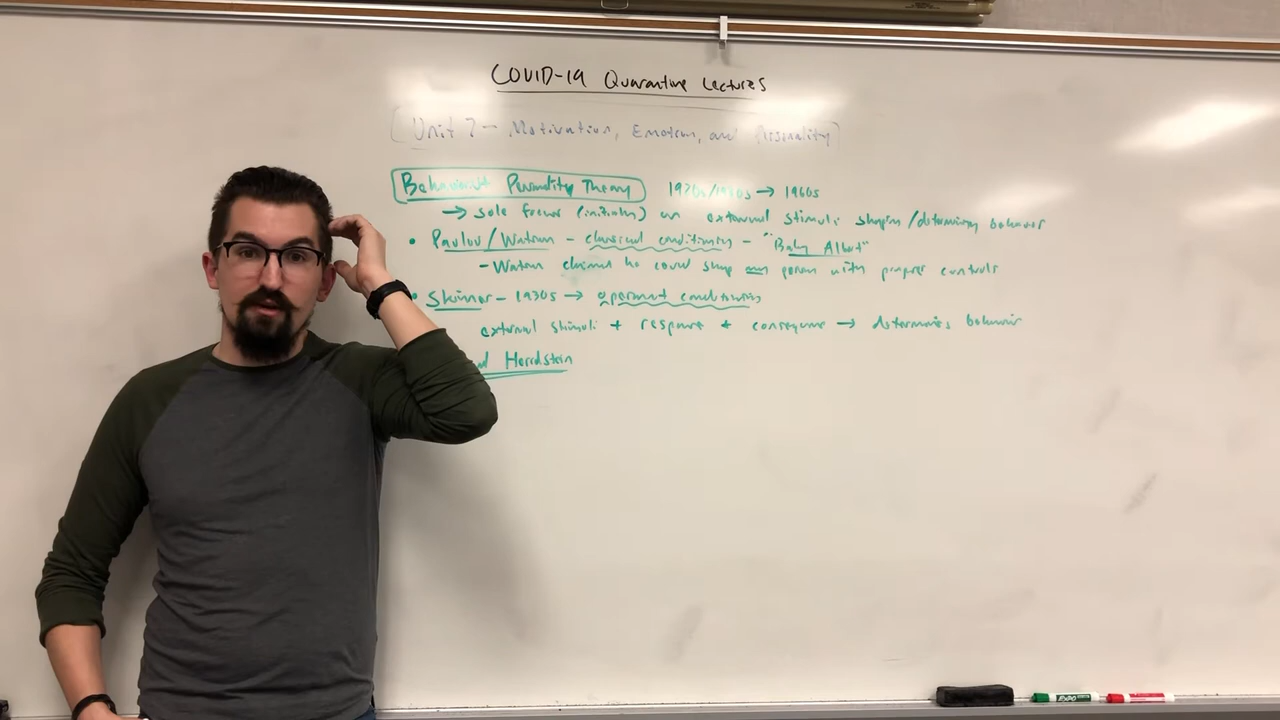 COVID-19 Quarantine Lectures
Unit 7 - Motivation, Emotion, and Personality
Behaviorist Personality Theory 1920s/1930s → 1960s
→ sole focus (initially) on external stimuli shaping/determining behavior
• Pavlov/Watson - classical conditioning - "Baby Albert"
- Watson claimed he could shape any person with proper controls
• Skinner - 1930s → operant conditioning
external stimuli + response + consequence → determines behavior
Herrnstein
EXPO